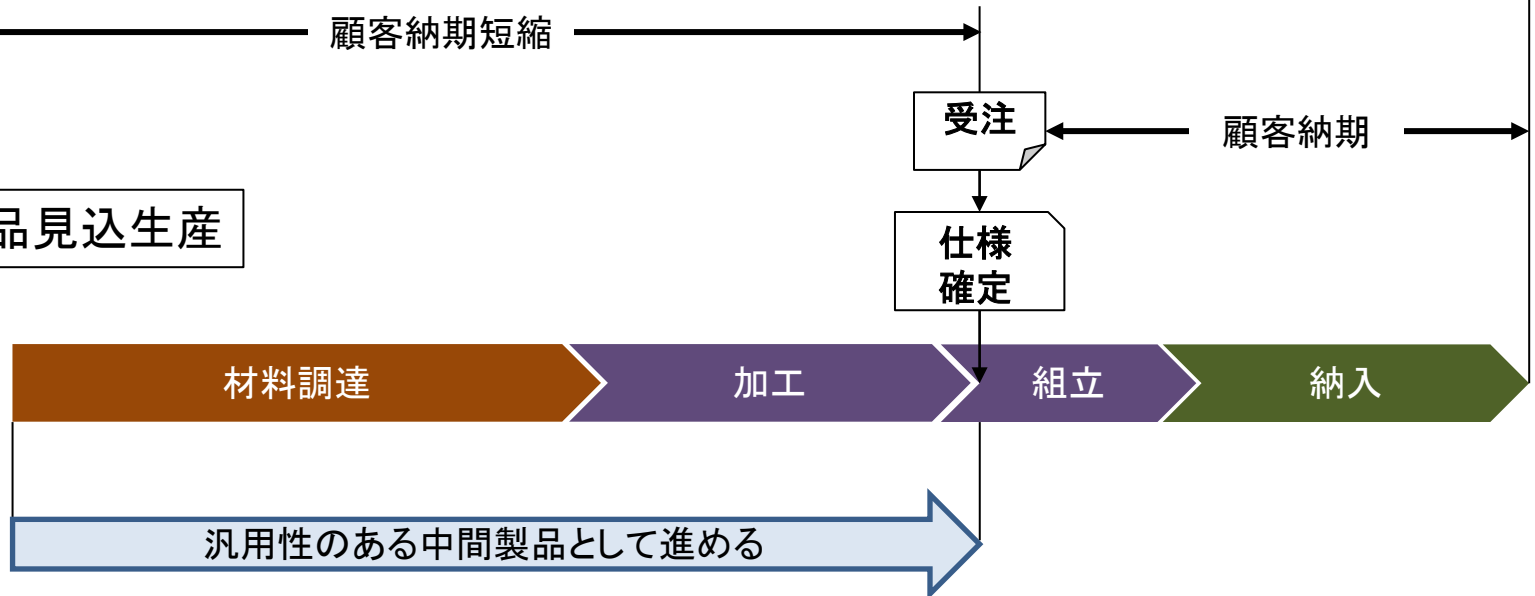 顧客納期短縮
受注
顧客納期
品見込生産
仕様
確定
材料調達
加工
組立
納入
汎用性のある中間製品として進める